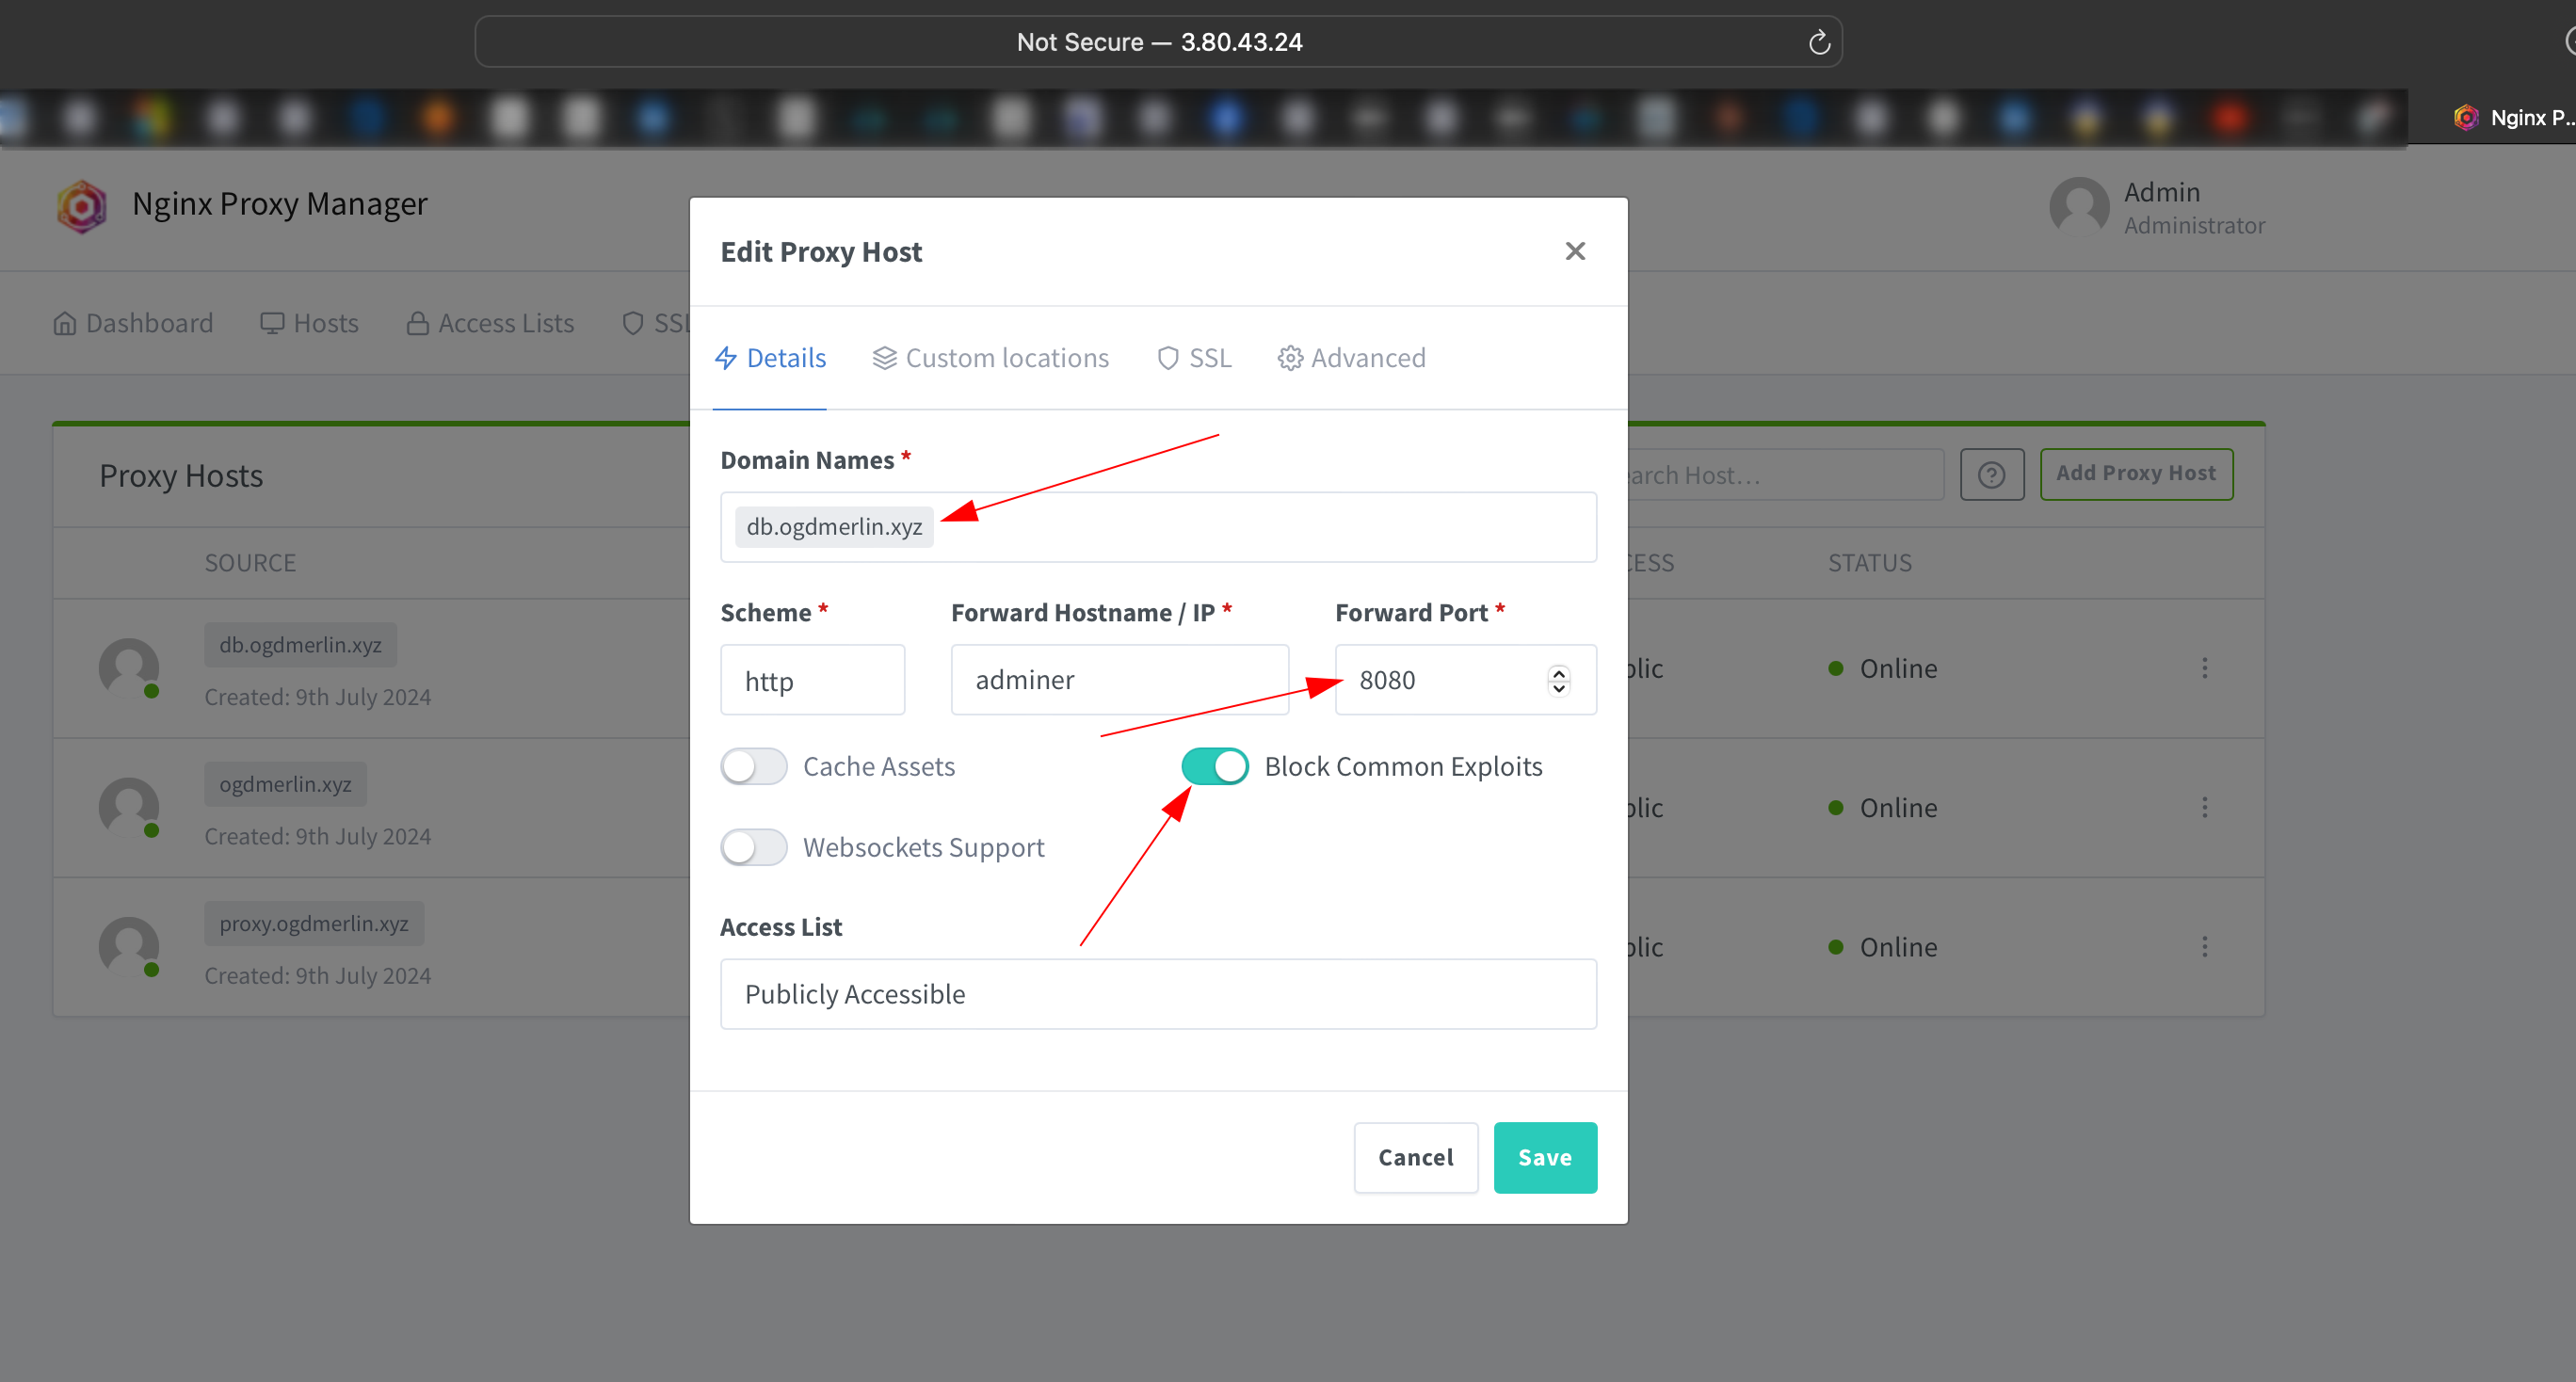 Not Secure — 3.80.43.24
Nginx P...
Nginx Proxy Manager
Admin
Administrator
Dashboard
Hosts
Access Lists
SSL
Edit Proxy Host
Details
Custom locations
SSL
Advanced
Proxy Hosts
arch Host…
Add Proxy Host
Domain Names *
db.ogdmerlin.xyz
SOURCE
CESS
STATUS
Scheme *
Forward Hostname / IP *
Forward Port *
http
adminer
8080
db.ogdmerlin.xyz
Created: 9th July 2024
blic
Online
Cache Assets
Block Common Exploits
Websockets Support
ogdmerlin.xyz
Created: 9th July 2024
blic
Online
Access List
Publicly Accessible
proxy.ogdmerlin.xyz
Created: 9th July 2024
blic
Online
Cancel
Save